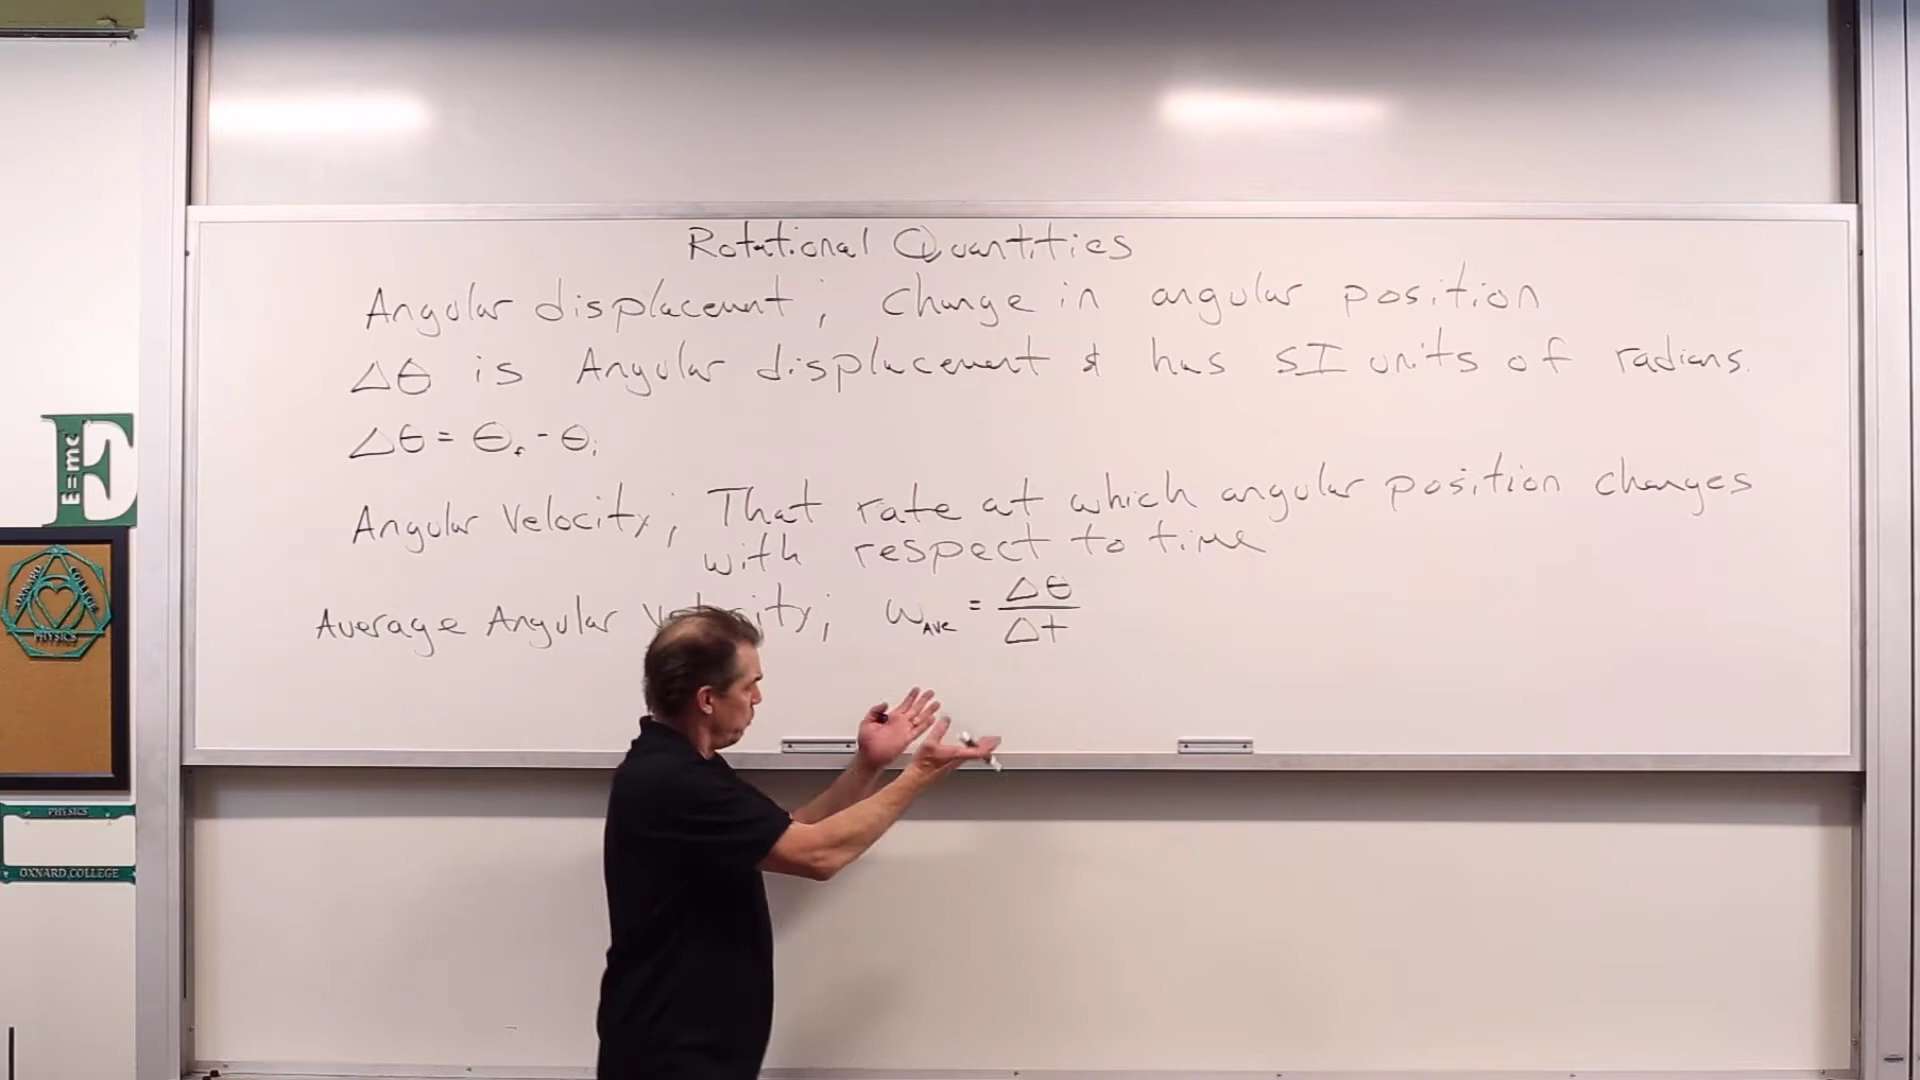 Rotational Quantities
Angular displacement; Change in angular position
Δθ is Angular displacement & has SI units of radians.
Δθ = θf - θi
Angular Velocity; That rate at which angular position changes
with respect to time
Average Angular Velocity; ωAve = Δθ/Δt
E=mc
E
OXNARD COLLEGE
PHYSICS
PHYSICS
OXNARD COLLEGE